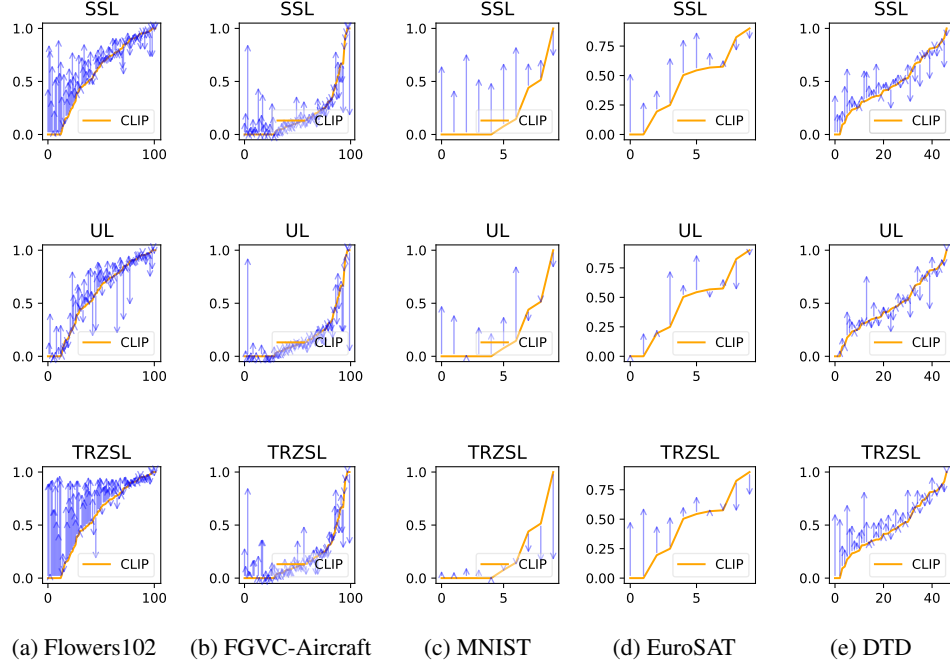 SSL SSL SSL SSL SSL
1.0 1.0 1.0 0.75 1.0
0.5 0.5 0.5 0.50 0.5
0.25
0.0 0.0 0.0 0.00 0.0
CLIP CLIP CLIP CLIP CLIP
0 100 0 100 0 5 0 5 0 20 40
UL UL UL UL UL
1.0 1.0 1.0 0.75 1.0
0.5 0.5 0.5 0.50 0.5
0.25
0.0 0.0 0.0 0.00 0.0
CLIP CLIP CLIP CLIP CLIP
0 100 0 100 0 5 0 5 0 20 40
TRZSL TRZSL TRZSL TRZSL TRZSL
1.0 1.0 1.0 0.75 1.0
0.5 0.5 0.5 0.50 0.5
0.25
0.0 0.0 0.0 0.00 0.0
CLIP CLIP CLIP CLIP CLIP
0 100 0 100 0 5 0 5 0 20 40
(a) Flowers102 (b) FGVC-Aircraft (c) MNIST (d) EuroSAT (e) DTD